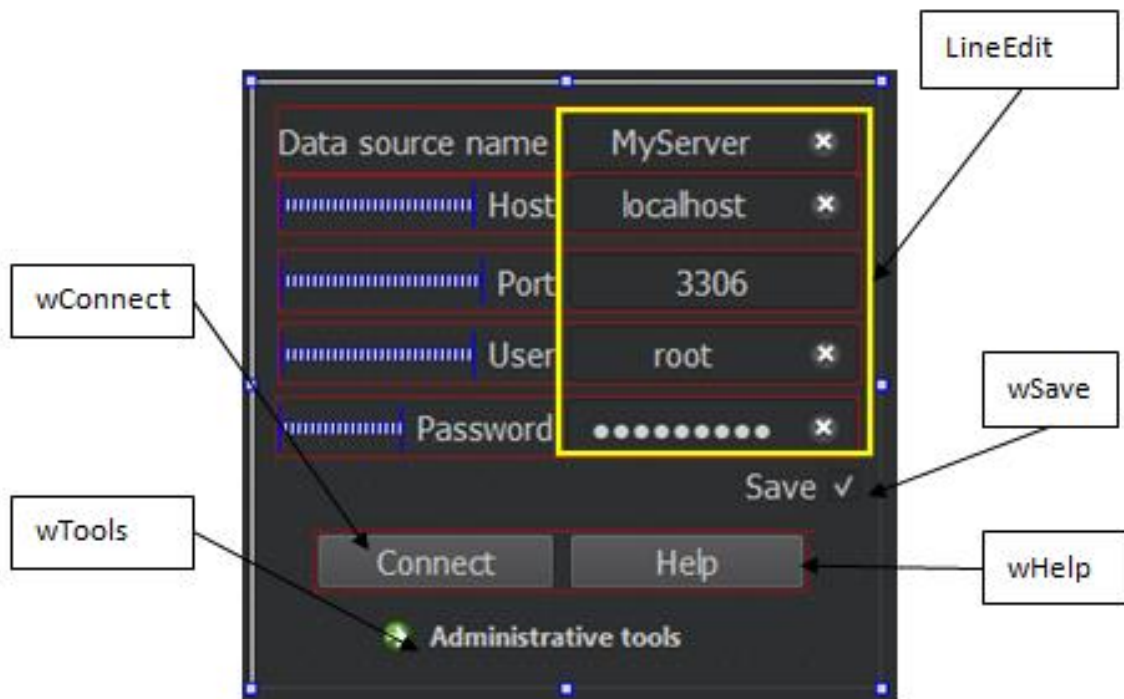 LineEdit
Data source name MyServer
Host localhost
wConnect
Port 3306
User root
wSave
Password ●●●●●●●●●
Save ✓
wTools
Connect Help
wHelp
Administrative tools